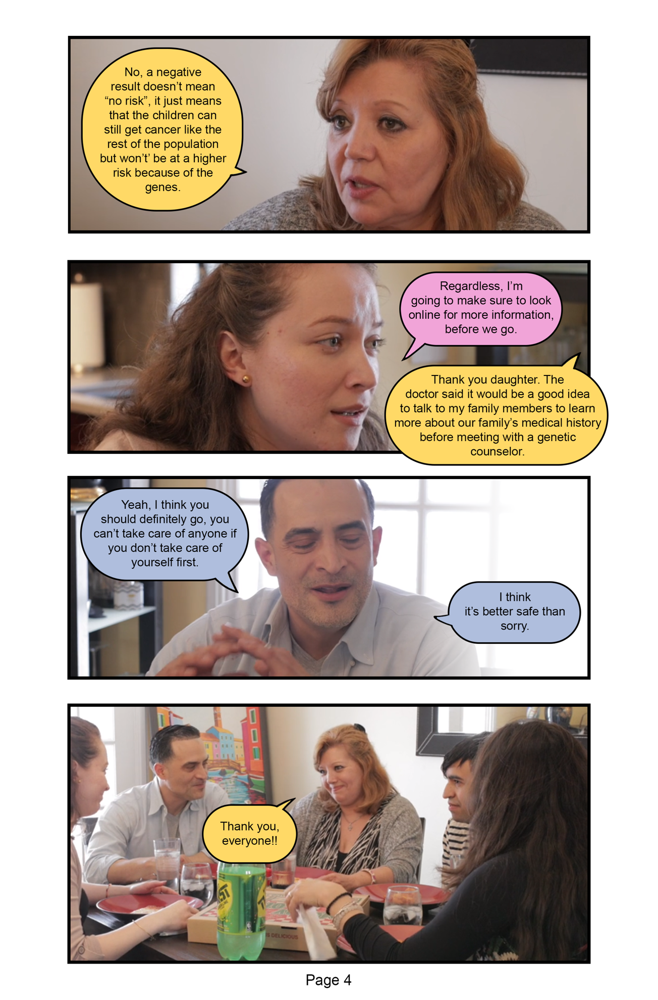 No, a negative
result doesn’t mean
“no risk”, it just means
that the children can
still get cancer like the
rest of the population
but won’t’ be at a higher
risk because of the
genes.
Regardless, I’m
going to make sure to look
online for more information,
before we go.
Thank you daughter. The
doctor said it would be a good idea
to talk to my family members to learn
more about our family’s medical history
before meeting with a genetic
counselor.
Yeah, I think you
should definitely go, you
can’t take care of anyone if
you don’t take care of
yourself first.
I think
it’s better safe than
sorry.
Thank you,
everyone!!
DELICIOUS
Page 4